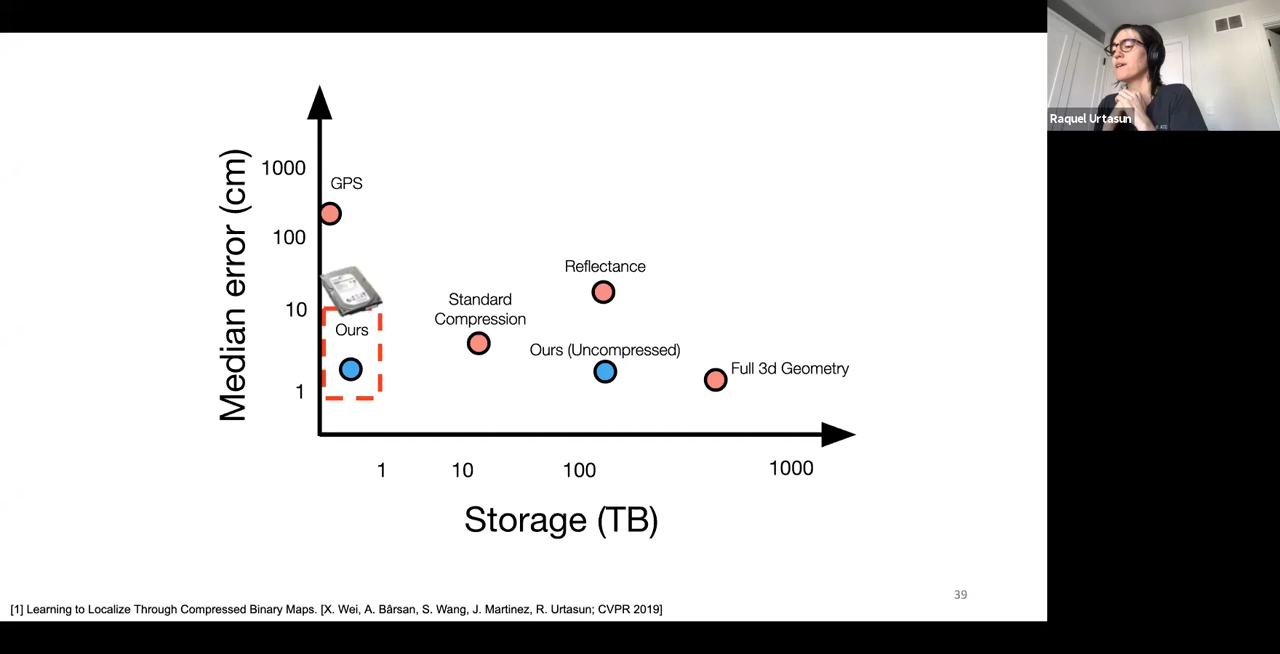 Raquel Urtasun
Median error (cm)
1000
100
10
1
GPS
Ours
Standard
Compression
Reflectance
Ours (Uncompressed)
Full 3d Geometry
1
10
100
1000
Storage (TB)
39
[1] Learning to Localize Through Compressed Binary Maps. [X. Wei, A. Bârsan, S. Wang, J. Martinez, R. Urtasun; CVPR 2019]